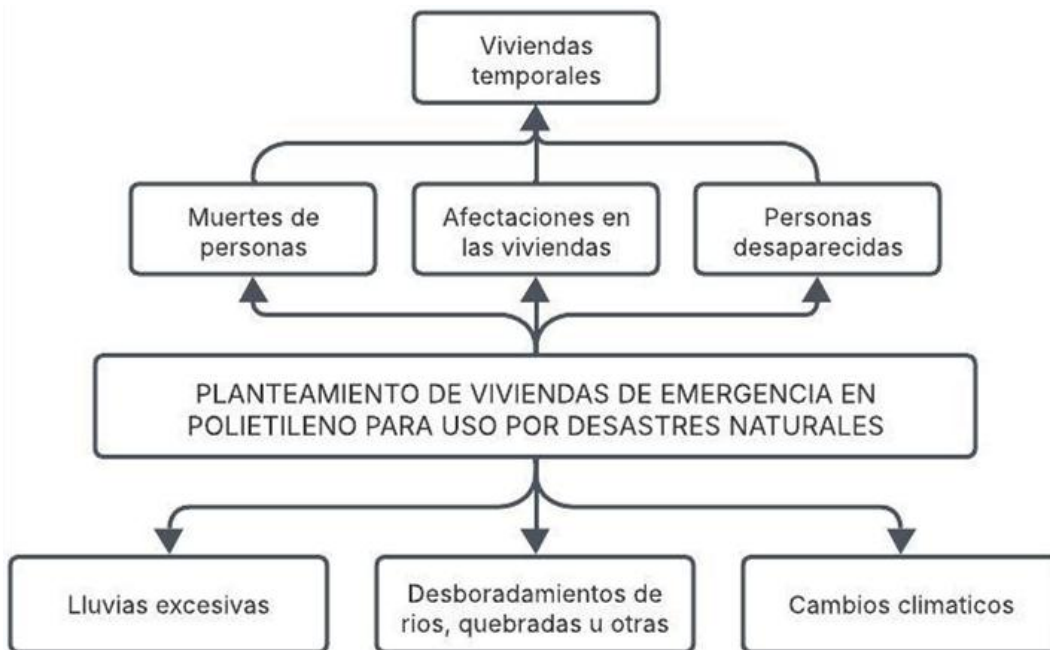 Viviendas
temporales
Muertes de
personas
Afectaciones en
las viviendas
Personas
desaparecidas
PLANTEAMIENTO DE VIVIENDAS DE EMERGENCIA EN
POLIETILENO PARA USO POR DESASTRES NATURALES
Lluvias excesivas
Desboradamientos de
rios, quebradas u otras
Cambios climaticos